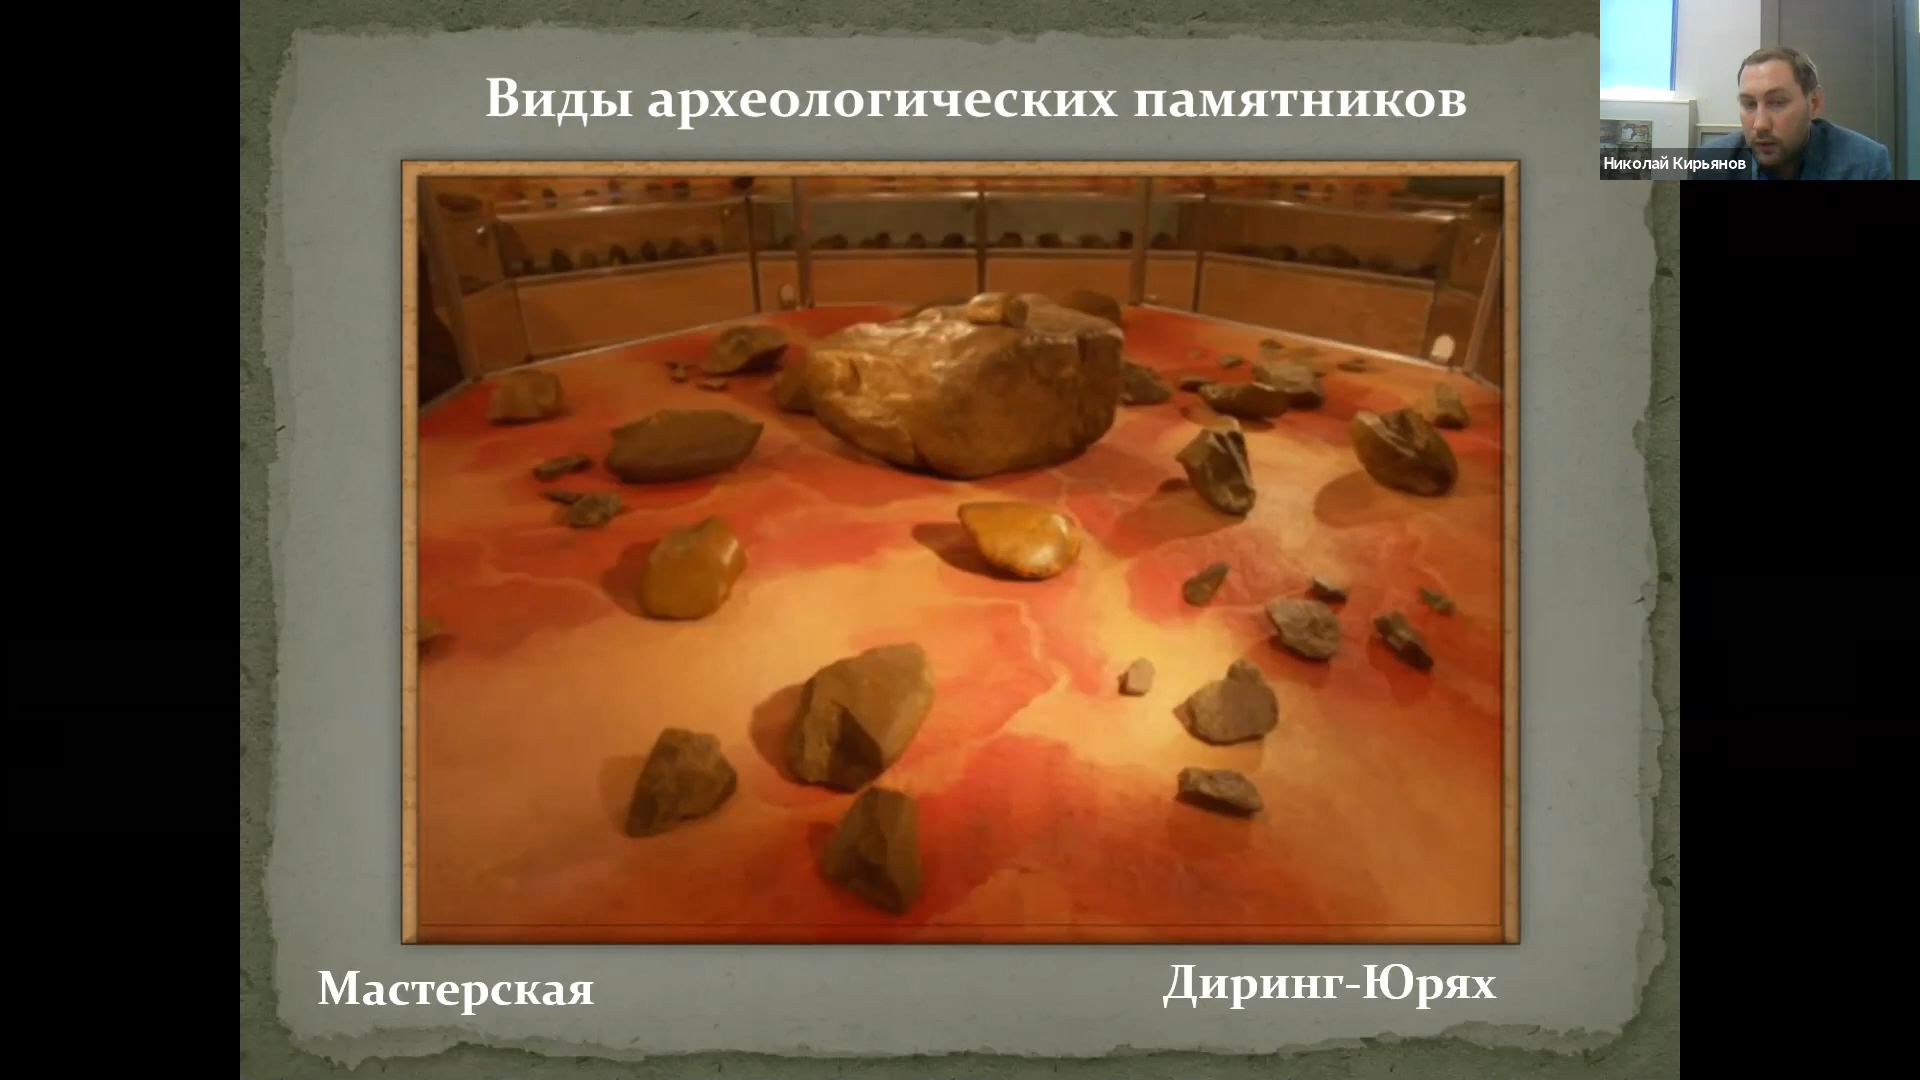 Виды археологических памятников
Николай Кирьянов
Мастерская
Диринг-Юрях